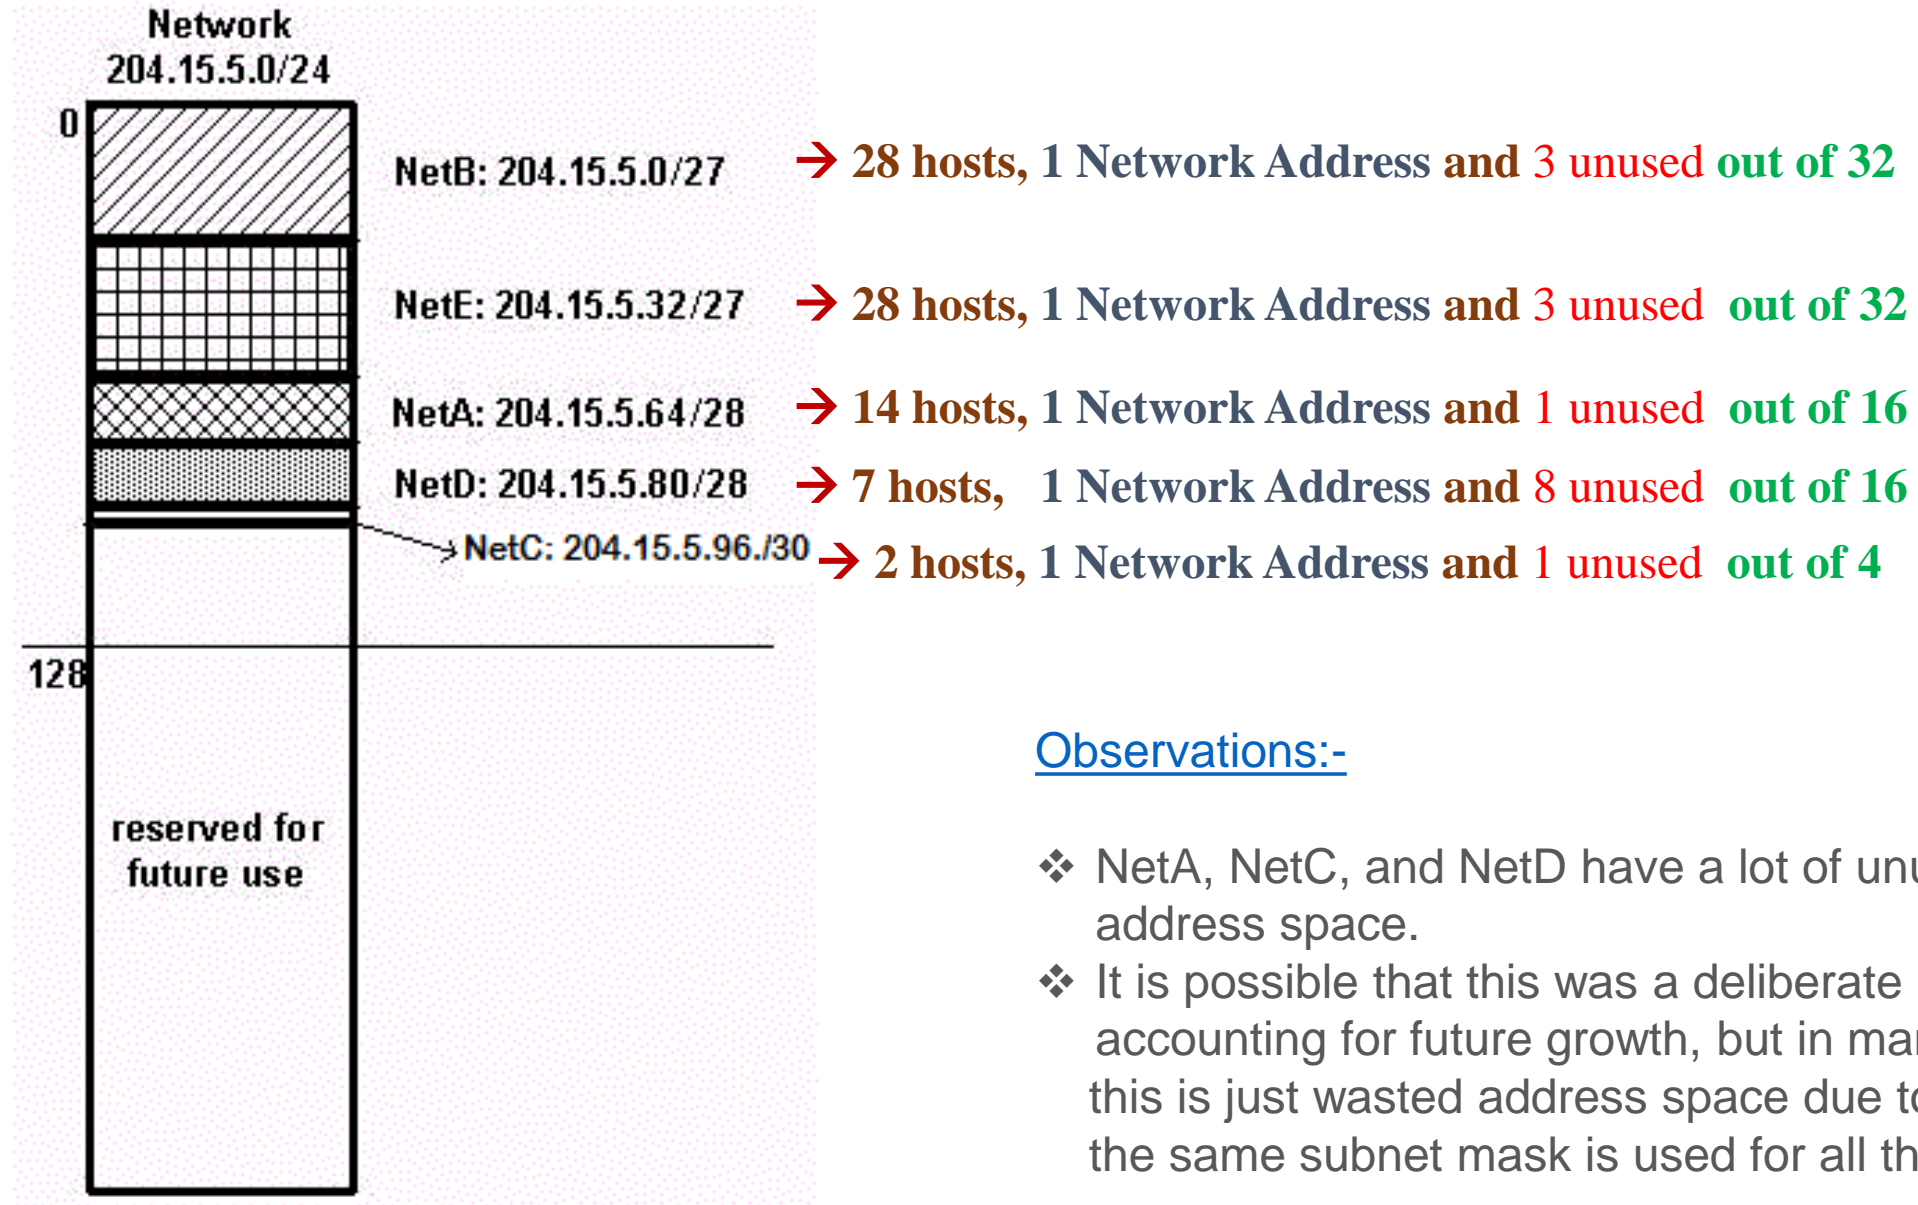 Network
204.15.5.0/24
0
NetB: 204.15.5.0/27 → 28 hosts, 1 Network Address and 3 unused out of 32
NetE: 204.15.5.32/27 → 28 hosts, 1 Network Address and 3 unused out of 32
NetA: 204.15.5.64/28 → 14 hosts, 1 Network Address and 1 unused out of 16
NetD: 204.15.5.80/28 → 7 hosts, 1 Network Address and 8 unused out of 16
NetC: 204.15.5.96./30 → 2 hosts, 1 Network Address and 1 unused out of 4
128
reserved for
future use
Observations:-
❖ NetA, NetC, and NetD have a lot of
address space.
❖ It is possible that this was a deliberate
accounting for future growth, but in
this is just wasted address space due
the same subnet mask is used for all